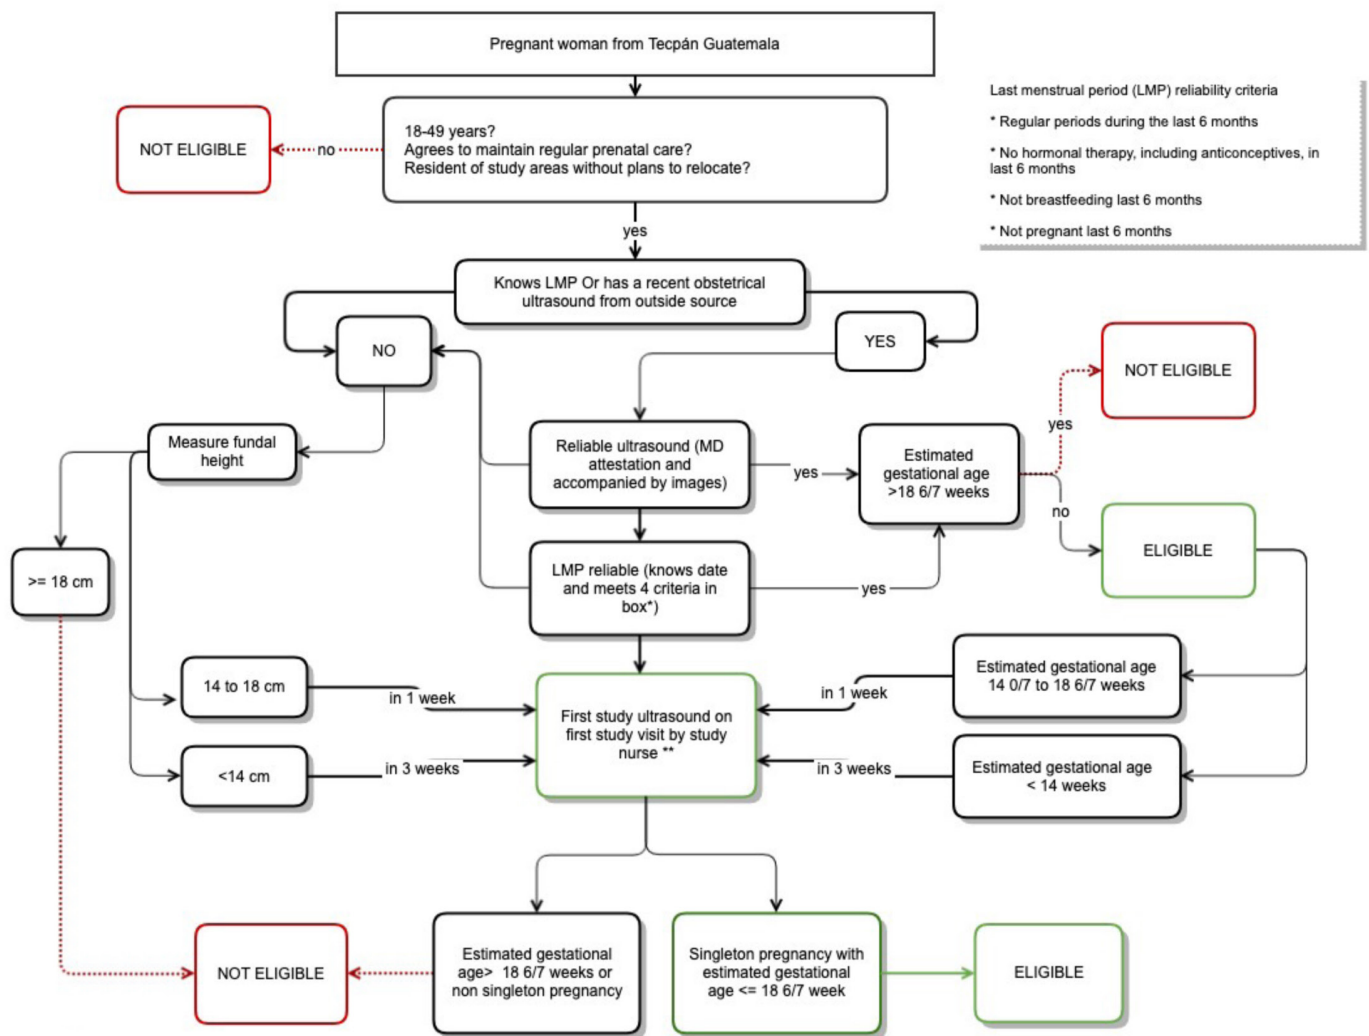 Pregnant woman from Tecpán Guatemala
Last menstrual period (LMP) reliability criteria
* Regular periods during the last 6 months
* No hormonal therapy, including anticonceptives, in
last 6 months
* Not breastfeeding last 6 months
* Not pregnant last 6 months
18-49 years?
Agrees to maintain regular prenatal care?
Resident of study areas without plans to relocate?
no
NOT ELIGIBLE
yes
Knows LMP Or has a recent obstetrical
ultrasound from outside source
NO
YES
Measure fundal
height
Reliable ultrasound (MD
attestation and
accompanied by images)
yes
Estimated
gestational age
>18 6/7 weeks
yes
NOT ELIGIBLE
no
ELIGIBLE
>= 18 cm
LMP reliable (knows date
and meets 4 criteria in
box*)
yes
14 to 18 cm
in 1 week
First study ultrasound on
first study visit by study
nurse **
in 1 week
Estimated gestational age
14 0/7 to 18 6/7 weeks
<14 cm
in 3 weeks
in 3 weeks
Estimated gestational age
< 14 weeks
NOT ELIGIBLE
Estimated gestational
age> 18 6/7 weeks or
non singleton pregnancy
Singleton pregnancy with
estimated gestational
age <= 18 6/7 week
ELIGIBLE